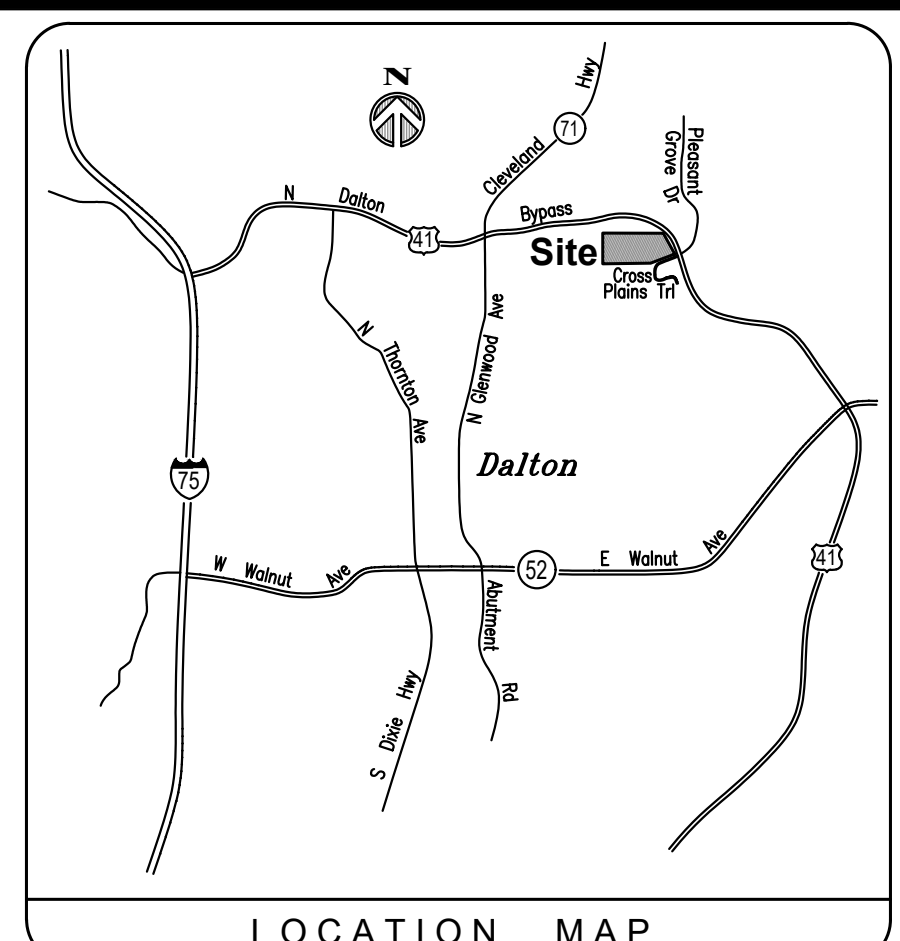 N
Hwy
71
Cleveland
Pleasant
Grove Dr
N Dalton
41
Bypass
Site
Cross
Plains Trl
N Thornton Ave
N Glenwood Ave
Dalton
75
W Walnut Ave
52
E Walnut Ave
41
Abutment Rd
S Dixie Hwy
LOCATION MAP